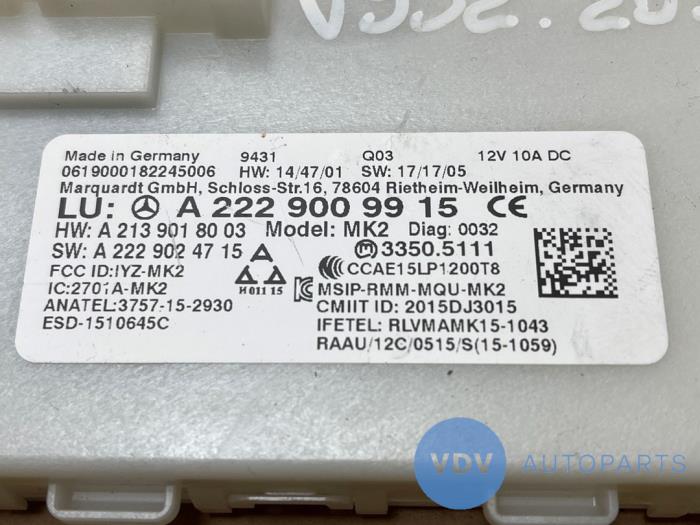 Made in Germany 9431 Q03 12V 10A DC
0619000182245006 HW: 14/47/01 SW: 17/17/05
Marquardt GmbH, Schloss-Str.16, 78604 Rietheim-Weilheim, Germany
LU: A 222 900 99 15 CE
HW: A 213 901 80 03 Model: MK2 Diag: 0032
SW: A 222 902 47 15 A 3350.5111
FCC ID:IYZ-MK2 CCAE15LP1200T8
IC:2701A-MK2 H 011 15 MSIP-RMM-MQU-MK2
ANATEL:3757-15-2930 CMIIT ID: 2015DJ3015
ESD-1510645C IFETEL: RLVMAMK15-1043
RAAU/12C/0515/S(15-1059)
VDV AUTOPARTS